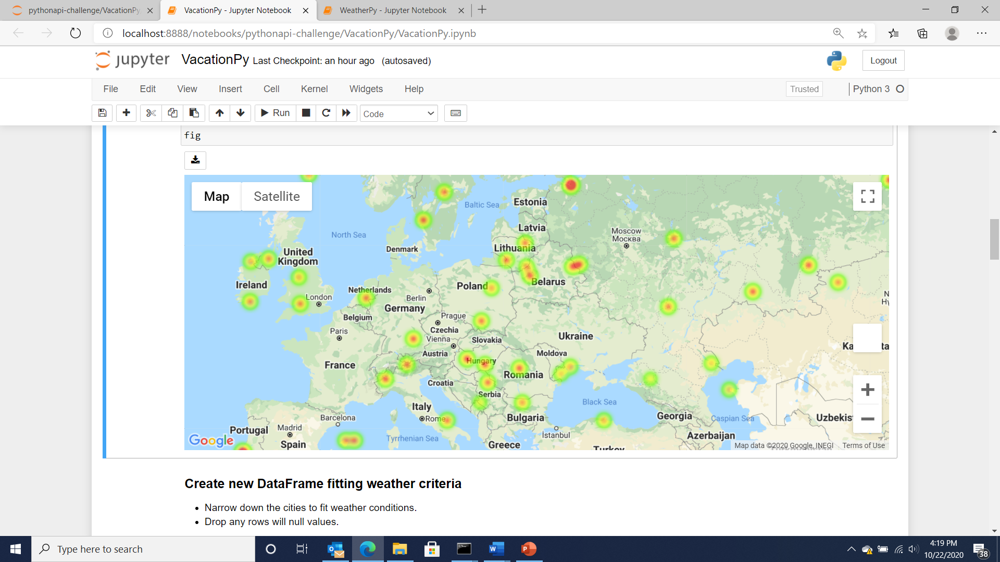 pythonapi-challenge/VacationPy
VacationPy - Jupyter Notebook
WeatherPy - Jupyter Notebook
localhost:8888/notebooks/pythonapi-challenge/VacationPy/VacationPy.ipynb
jupyter VacationPy Last Checkpoint: an hour ago (autosaved)
Logout
File Edit View Insert Cell Kernel Widgets Help
Trusted
Python 3
Run
Code
fig
Map Satellite
Baltic Sea
Estonia
Latvia
North Sea
Moscow
Москва
Denmark
Lithuania
United
Kingdom
Ireland
Netherlands
Poland
Belarus
London
Berlin
Germany
Belgium
Prague
Czechia
Paris
Vienna
Slovakia
Ukraine
Austria
Moldova
Hungary
France
Romania
Croatia
Serbia
Italy
Black Sea
Barcelona
Rome
Bulgaria
Georgia
Caspian Sea
Uzbekis
Portugal
Madrid
Spain
Tyrrhenian Sea
İstanbul
Azerbaijan
Greece
Turkey
Google
Map data ©2020 Google, INEGI Terms of Use
Create new DataFrame fitting weather criteria
Narrow down the cities to fit weather conditions.
Drop any rows will null values.
Type here to search
4:19 PM
10/22/2020
38